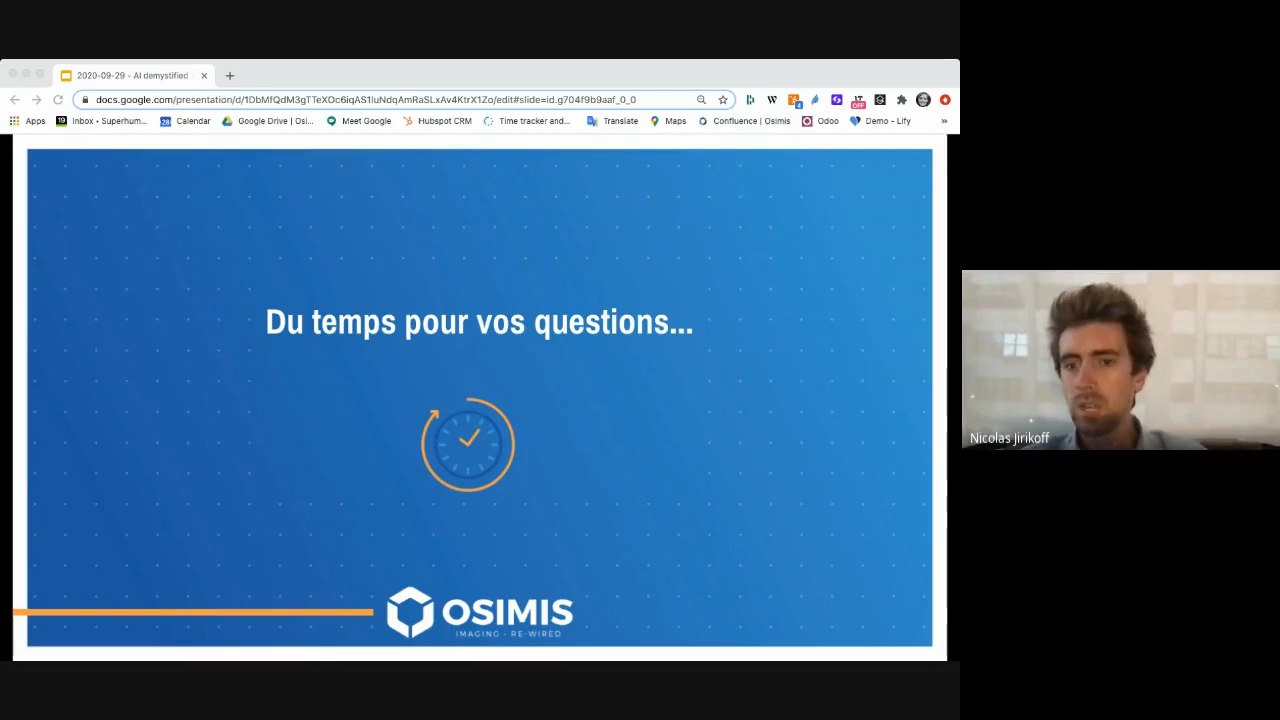 2020-09-29 - AI demystified
docs.google.com/presentation/d/1DbMfQdM3gTTeXOc6iqAS1luNdqAmRaSLxAv4KtrX1Zo/edit#slide=id.g704f9b9aaf_0_0
Apps
Inbox • Superhum...
Calendar
Google Drive | Osi...
Meet Google
Hubspot CRM
Time tracker and...
Translate
Maps
Confluence | Osimis
Odoo
Demo - Lify
Du temps pour vos questions...
OSIMIS
IMAGING · RE-WIRED
Nicolas Jirikoff